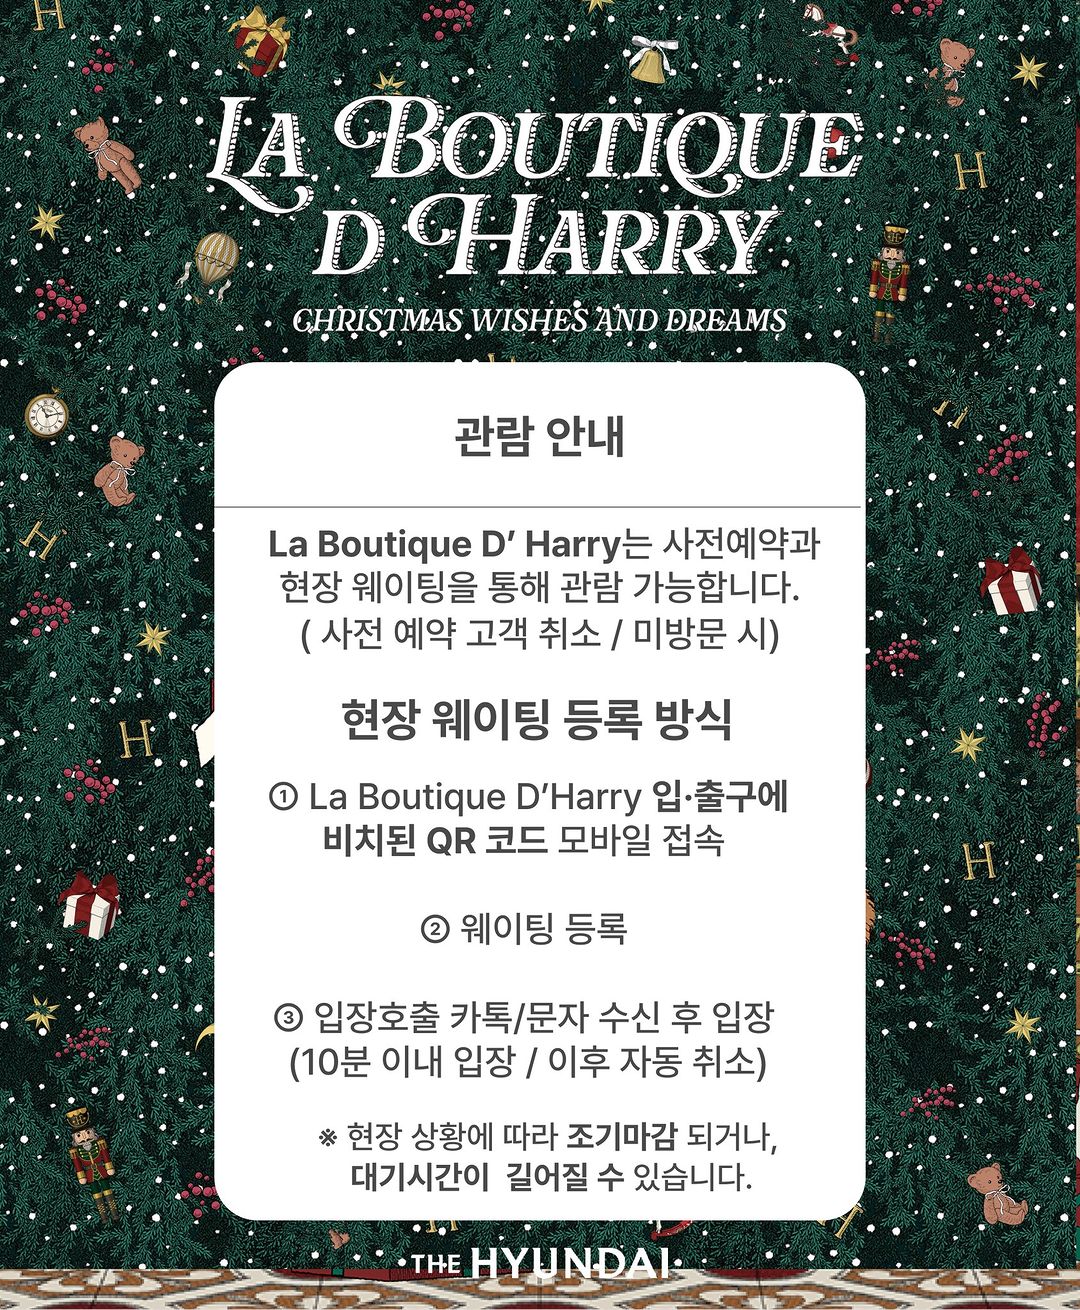 LA BOUTIQUE
D HARRY
CHRISTMAS WISHES AND DREAMS
관람 안내
La Boutique D’ Harry는 사전예약과
현장 웨이팅을 통해 관람 가능합니다.
( 사전 예약 고객 취소 / 미방문 시)
현장 웨이팅 등록 방식
① La Boutique D’Harry 입·출구에
비치된 QR 코드 모바일 접속
② 웨이팅 등록
③ 입장호출 카톡/문자 수신 후 입장
(10분 이내 입장 / 이후 자동 취소)
※ 현장 상황에 따라 조기마감 되거나,
대기시간이 길어질 수 있습니다.
THE HYUNDAI